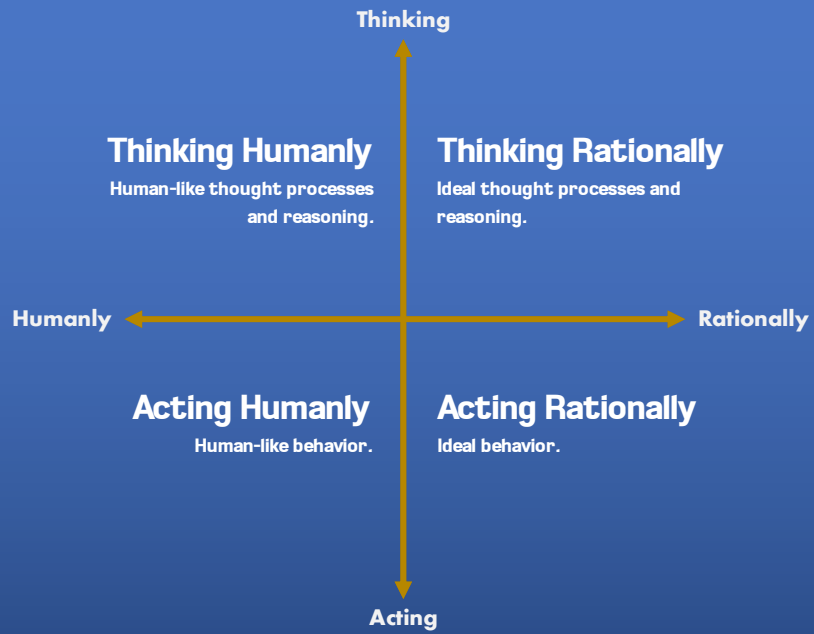 Thinking
Thinking Humanly
Human-like thought processes
and reasoning.
Thinking Rationally
Ideal thought processes and
reasoning.
Humanly
Rationally
Acting Humanly
Human-like behavior.
Acting Rationally
Ideal behavior.
Acting